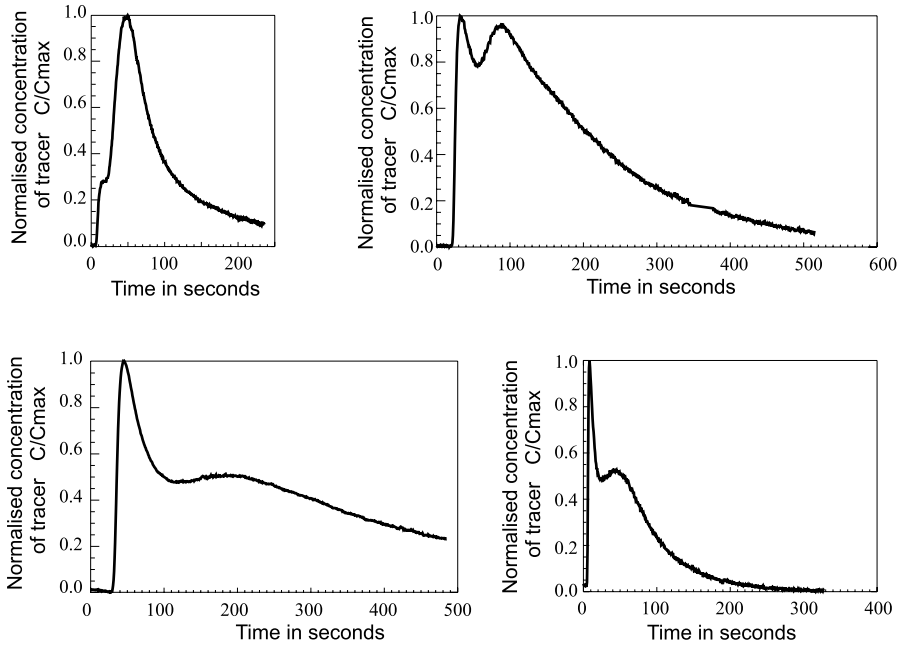 Normalised concentration
of tracer C/Cmax
1.0
0.8
0.6
0.4
0.2
0.0
0 100 200
Time in seconds
Normalised concentration
of tracer C/Cmax
1.0
0.8
0.6
0.4
0.2
0.0
0 100 200 300 400 500 600
Time in seconds
Normalised concentration
of tracer C/Cmax
1.0
0.8
0.6
0.4
0.2
0.0
0 100 200 300 400 500
Time in seconds
Normalised concentration
of tracer C/Cmax
1.0
0.8
0.6
0.4
0.2
0.0
0 100 200 300 400
Time in seconds